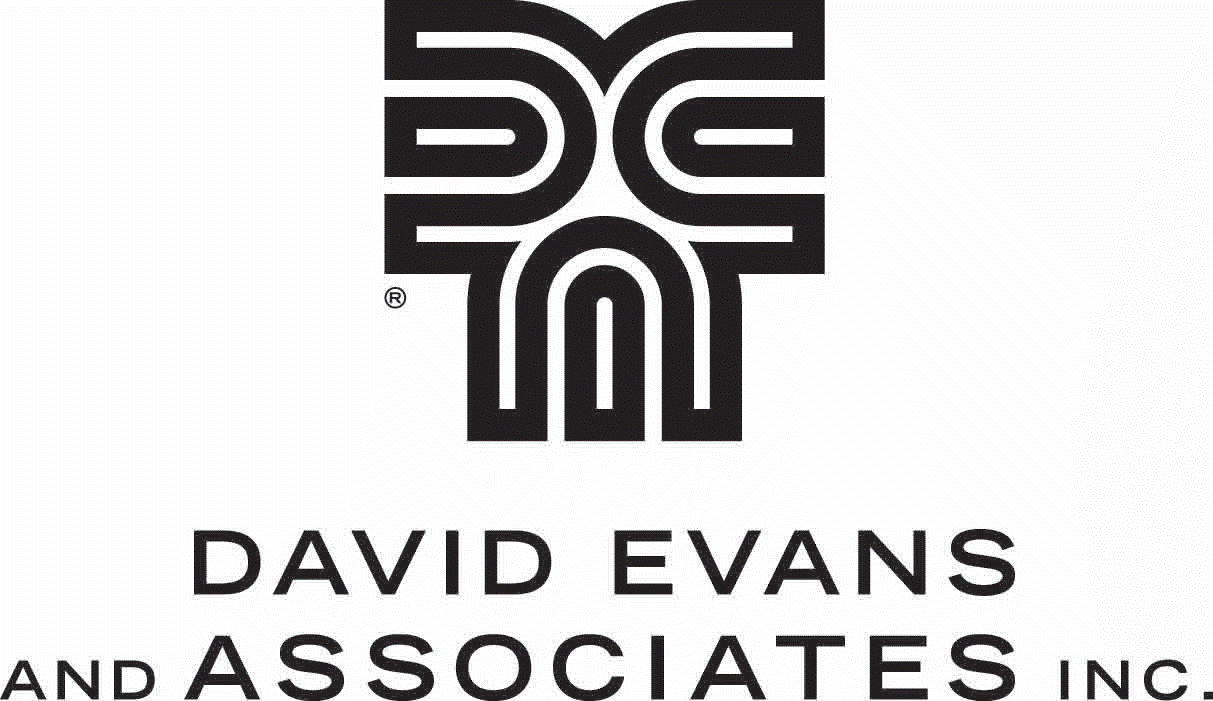 ®
DAVID EVANS
AND ASSOCIATES INC.